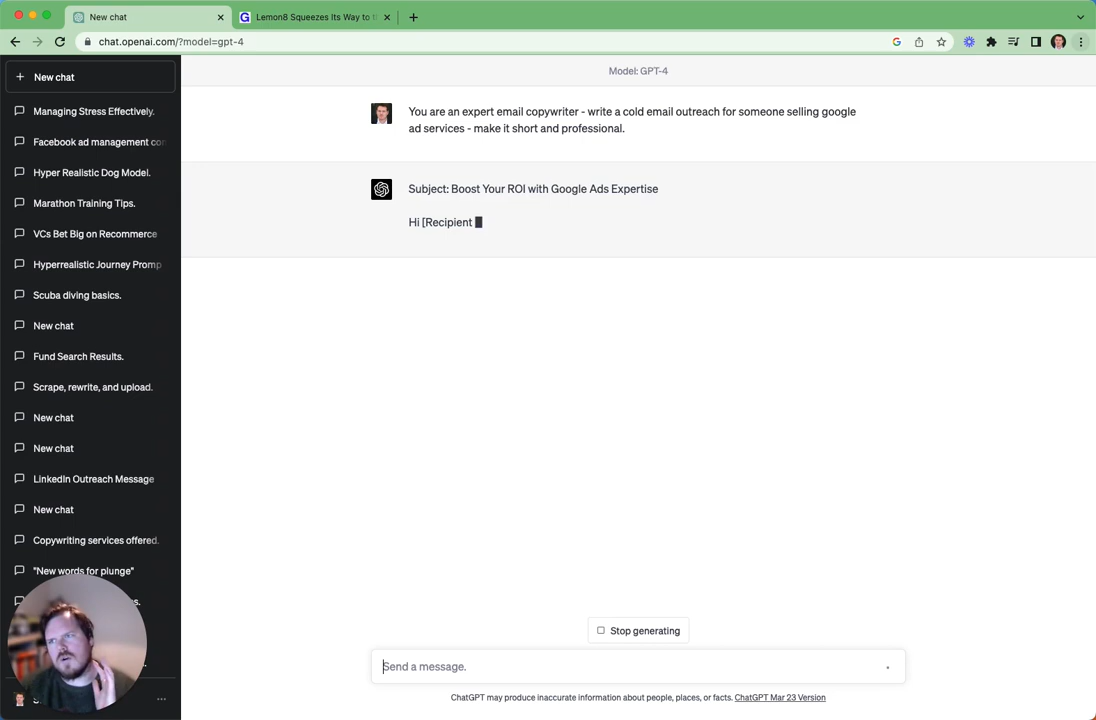 New chat
Lemon8 Squeezes Its Way to
chat.openai.com/?model=gpt-4
New chat
Managing Stress Effectively.
Facebook ad management
Hyper Realistic Dog Model.
Marathon Training Tips.
VCs Bet Big on Recommerce
Hyperrealistic Journey Promp
Scuba diving basics.
New chat
Fund Search Results.
Scrape, rewrite, and upload.
New chat
New chat
LinkedIn Outreach Message
New chat
Copywriting services offered.
"New words for plunge"
Model: GPT-4
You are an expert email copywriter - write a cold email outreach for someone selling google
ad services - make it short and professional.
Subject: Boost Your ROI with Google Ads Expertise
Hi [Recipient
Stop generating
Send a message.
ChatGPT may produce inaccurate information about people, places, or facts. ChatGPT Mar 23 Version